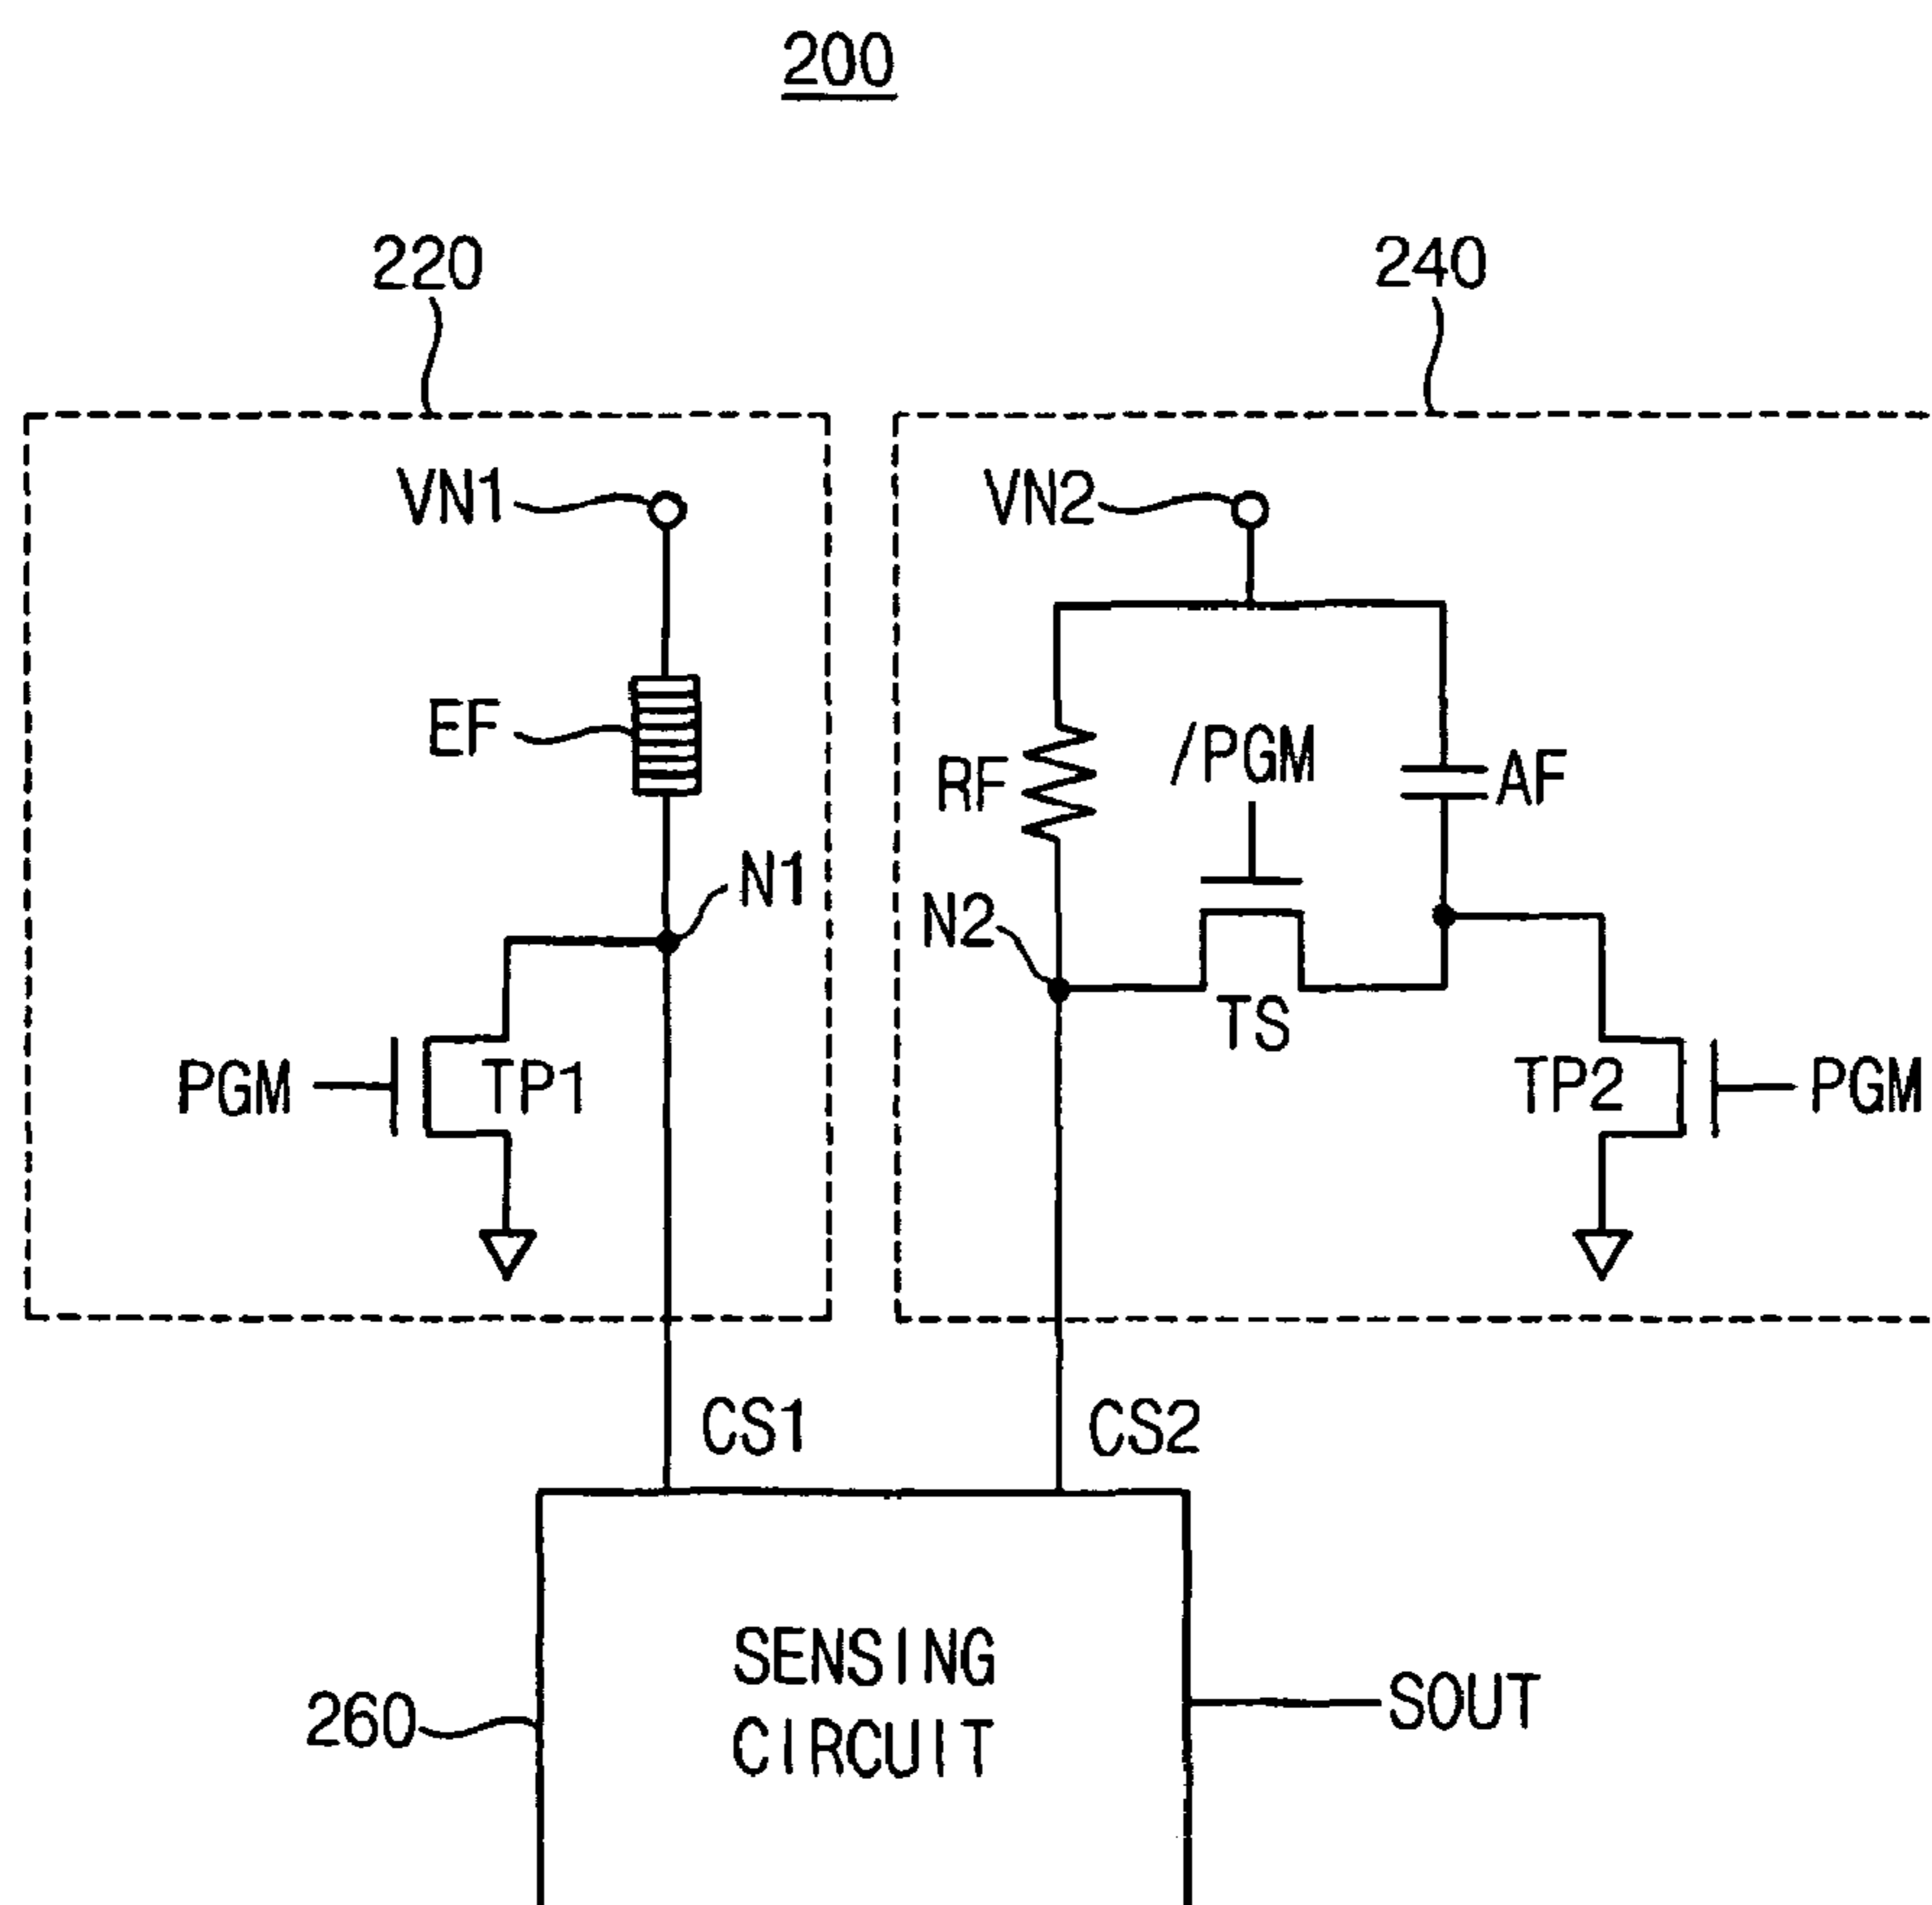 200
220
240
VN1
VN2
EF
RF
/PGM
AF
N1
N2
TS
PGM
TP1
TP2
PGM
CS1
CS2
SENSING
CIRCUIT
260
SOUT